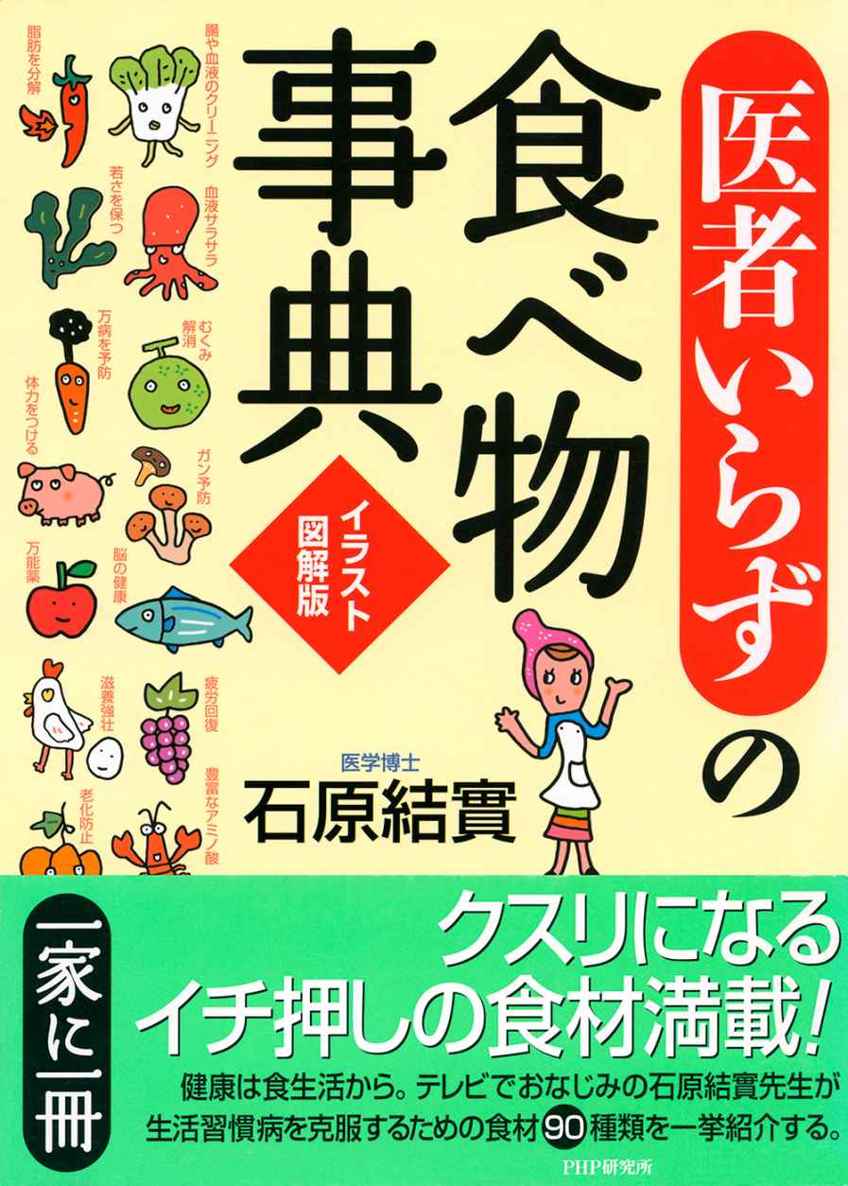 医者いらずの
食べ物
事典
イラスト
図解版
医学博士
石原結實
腸や血液のクリーニング
脂肪を分解
血液サラサラ
若さを保つ
むくみ
解消
万病を予防
体力をつける
ガン予防
脳の健康
万能薬
疲労回復
滋養強壮
豊富なアミノ酸
老化防止
一家に一冊
クスリになる
イチ押しの食材満載!
健康は食生活から。テレビでおなじみの石原結實先生が
生活習慣病を克服するための食材90種類を一挙紹介する。
PHP研究所